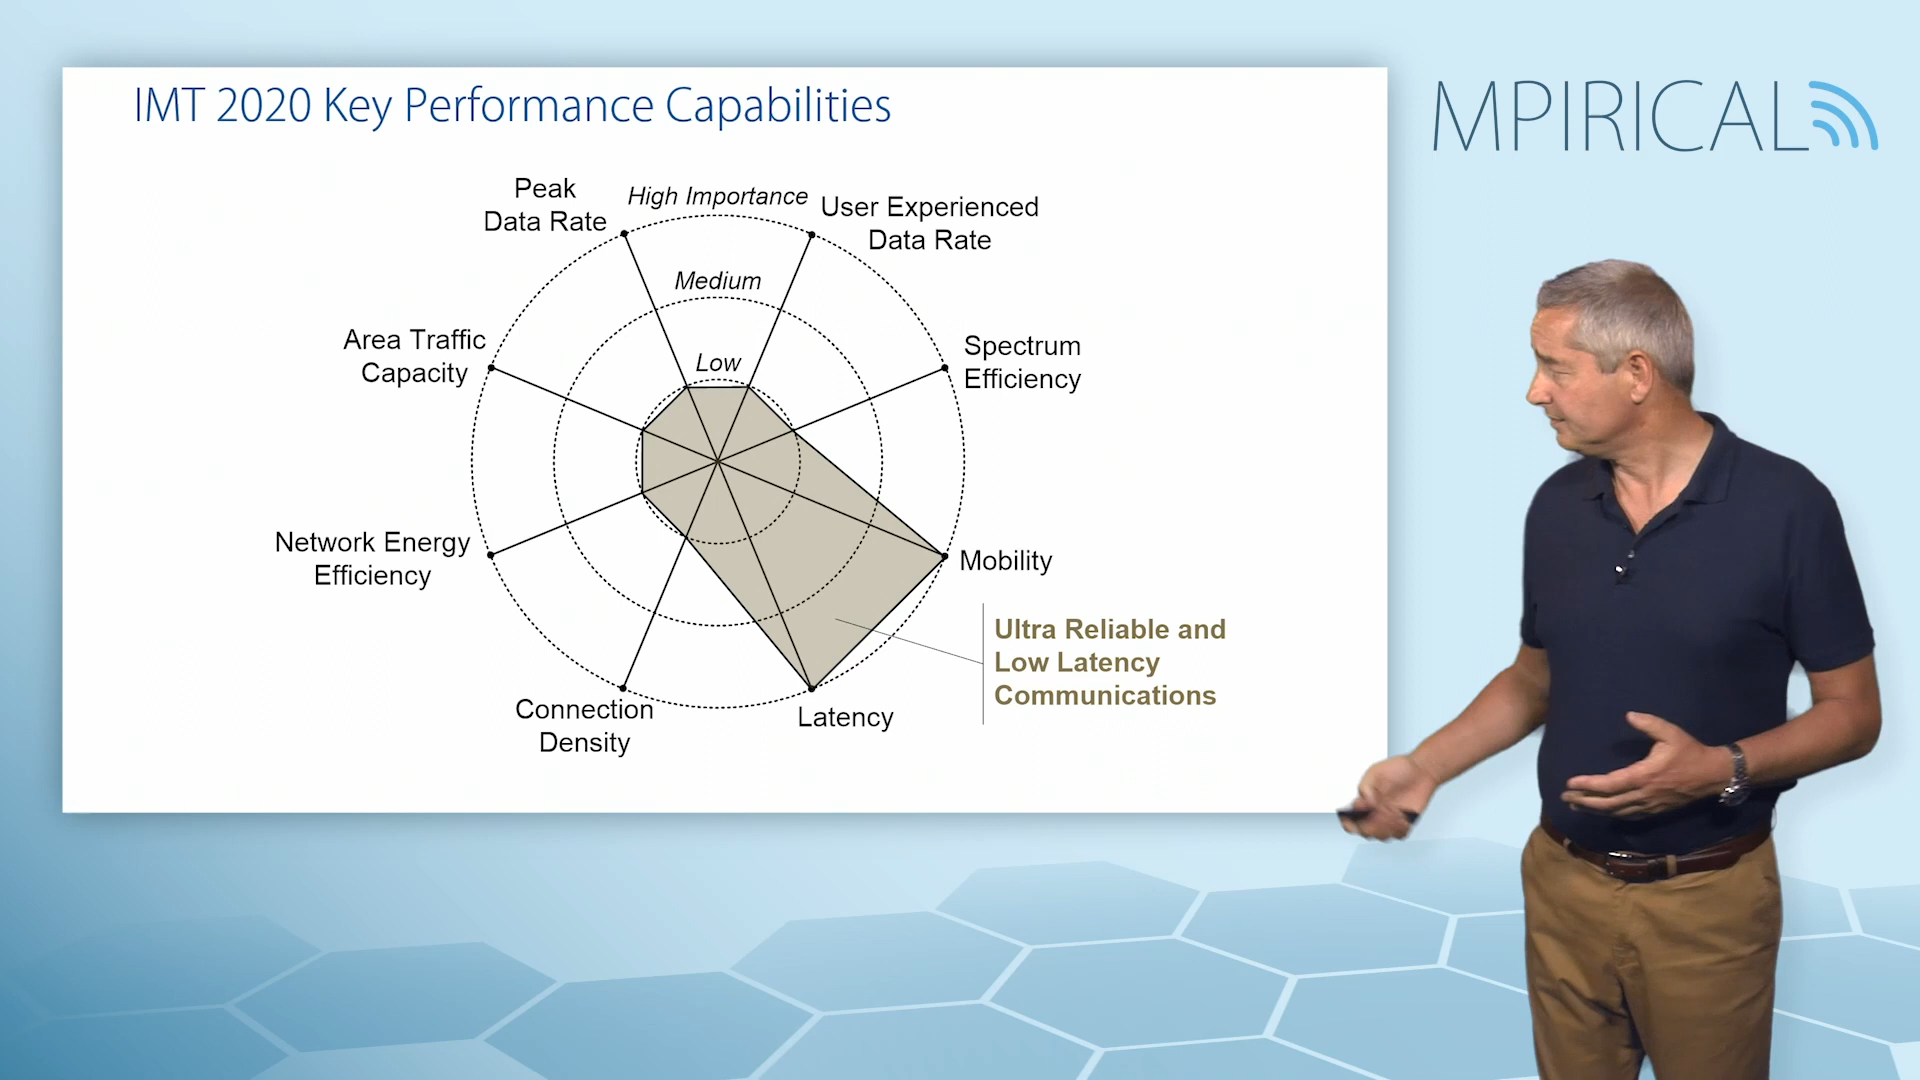 IMT 2020 Key Performance Capabilities
MPIRICAL
Peak
Data Rate
High Importance
User Experienced
Data Rate
Medium
Area Traffic
Capacity
Low
Spectrum
Efficiency
Network Energy
Efficiency
Mobility
Ultra Reliable and
Low Latency
Communications
Connection
Density
Latency